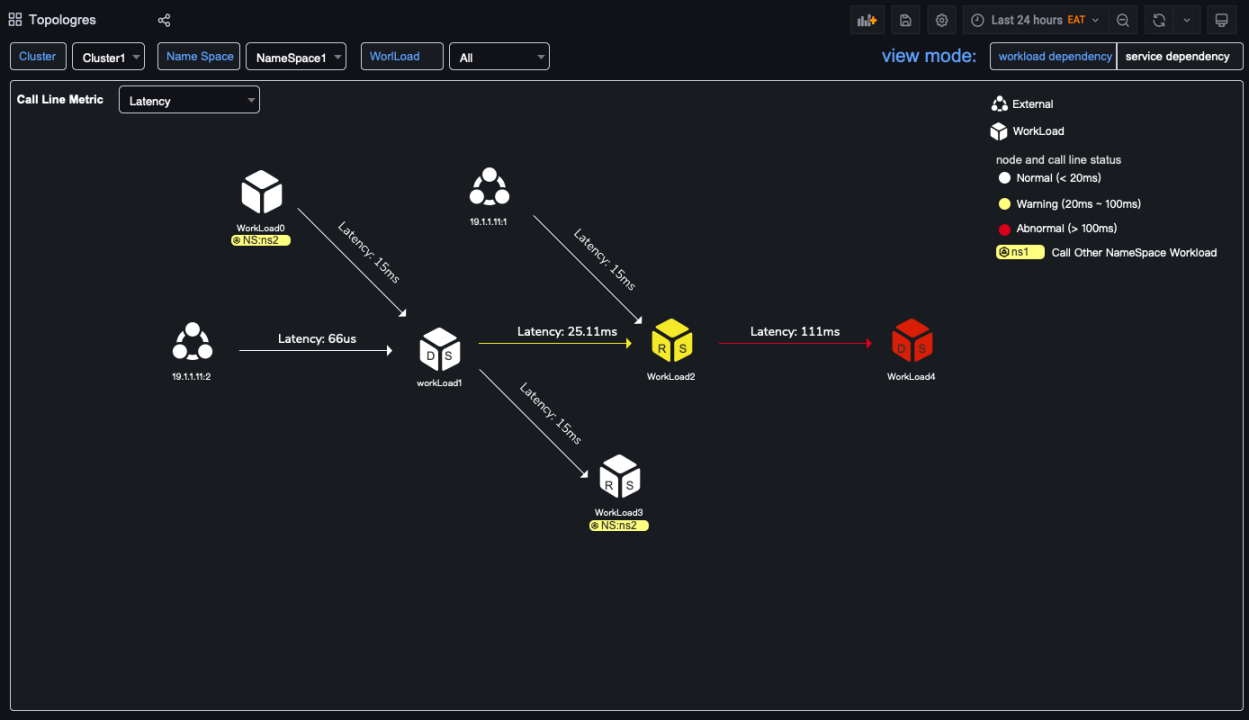 Topologres
Last 24 hours EAT
Cluster Cluster1 Name Space NameSpace1 WorlLoad All view mode: workload dependency service dependency
Call Line Metric Latency
External
WorkLoad
node and call line status
Normal (< 20ms)
Warning (20ms ~ 100ms)
Abnormal (> 100ms)
ns1 Call Other NameSpace Workload
WorkLoad0
NS:ns2
19.1.1.11:1
Latency: 15ms
Latency: 15ms
Latency: 66us
Latency: 25.11ms
Latency: 111ms
19.1.1.11:2
D S
workLoad1
R S
WorkLoad2
D S
WorkLoad4
Latency: 15ms
R S
WorkLoad3
NS:ns2